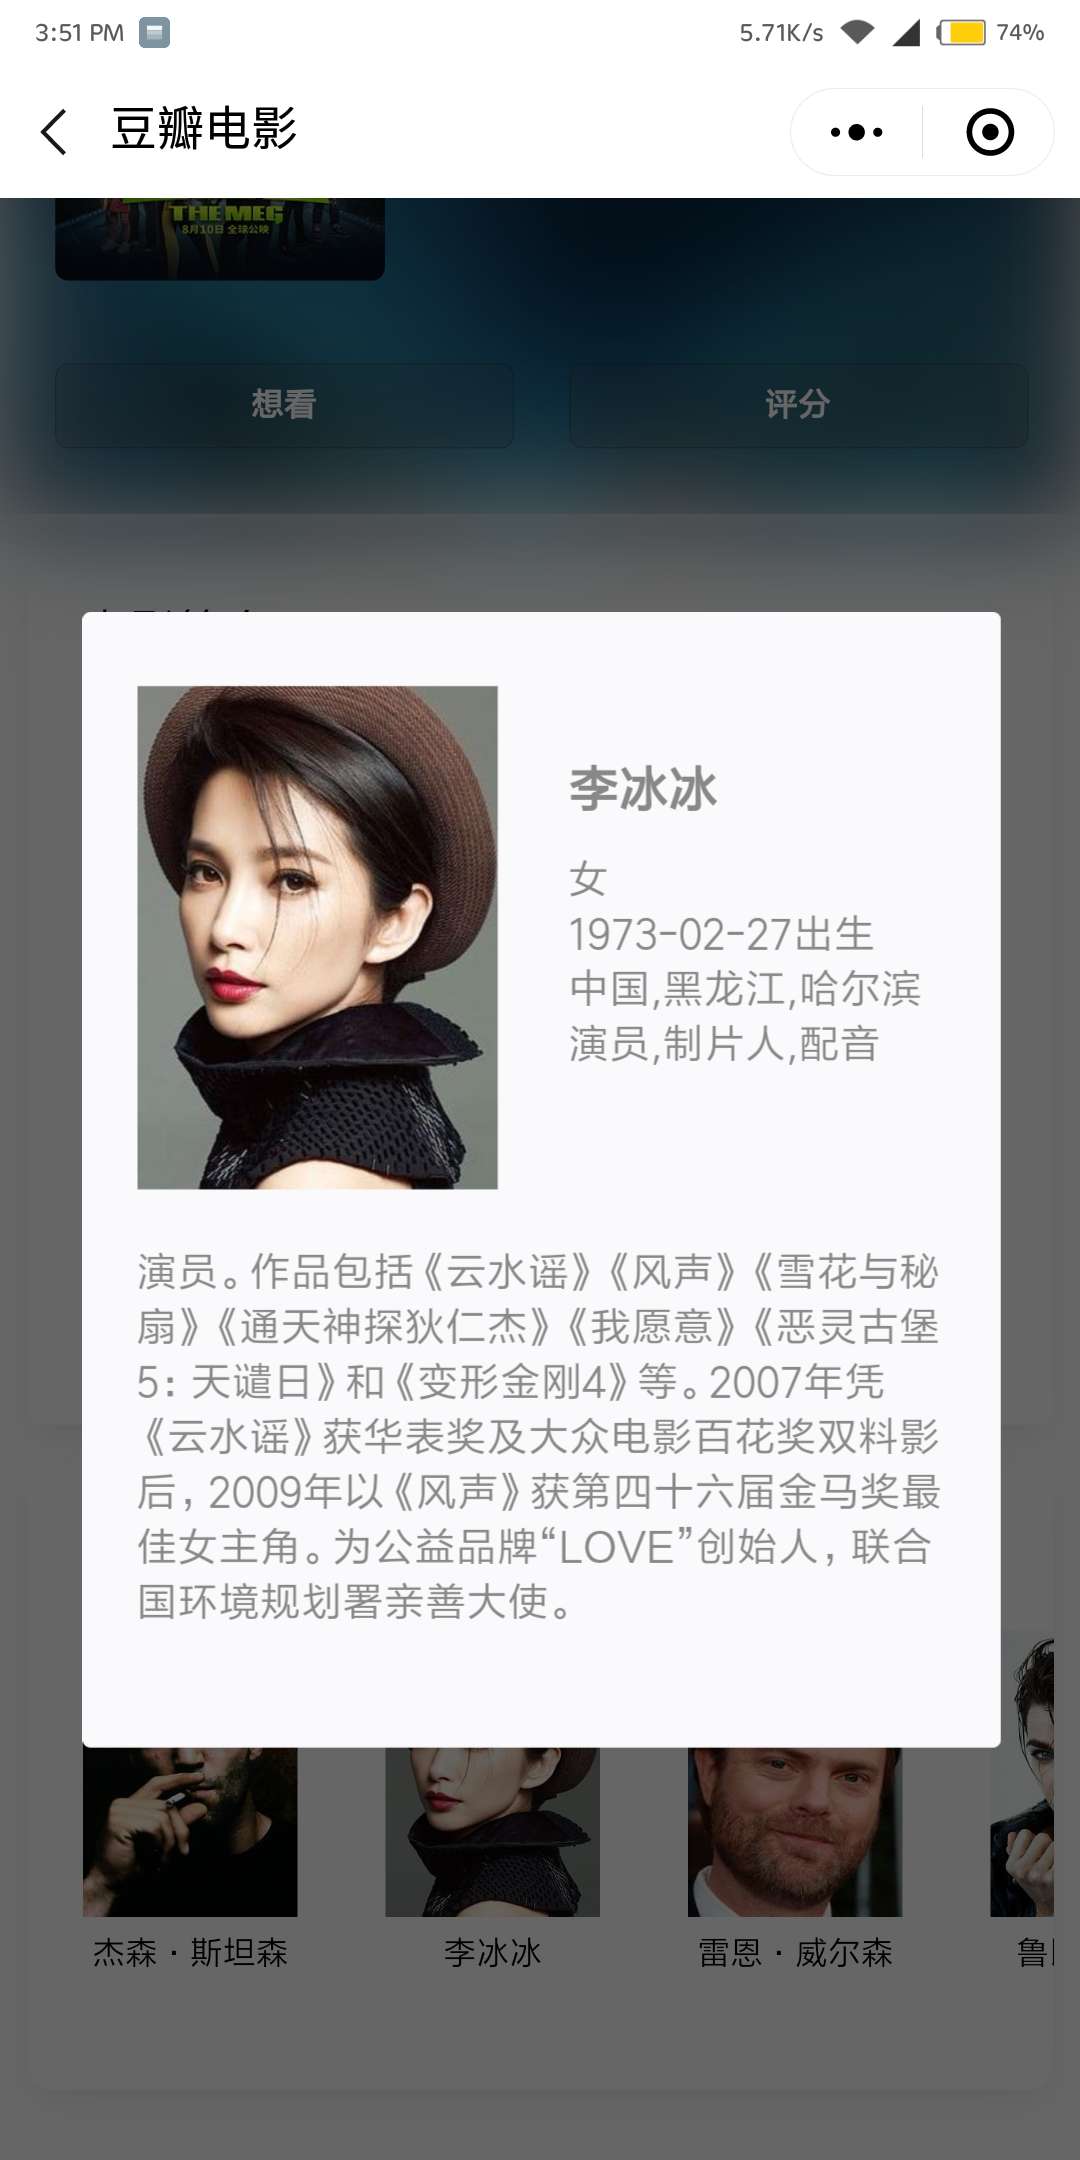 3:51 PM
5.71K/s
74%
豆瓣电影
THE MEG
8月10日 全球公映
想看
评分
李冰冰
女
1973-02-27出生
中国,黑龙江,哈尔滨
演员,制片人,配音
演员。作品包括《云水谣》《风声》《雪花与秘
扇》《通天神探狄仁杰》《我愿意》《恶灵古堡
5：天谴日》和《变形金刚4》等。2007年凭
《云水谣》获华表奖及大众电影百花奖双料影
后，2009年以《风声》获第四十六届金马奖最
佳女主角。为公益品牌“LOVE”创始人，联合
国环境规划署亲善大使。
杰森·斯坦森
李冰冰
雷恩·威尔森
鲁